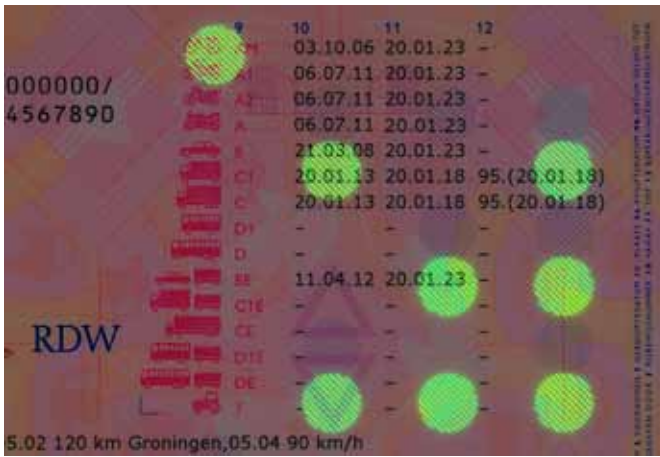 9 10 11 12
AM 03.10.06 20.01.23 -
A1 06.07.11 20.01.23 -
A2 06.07.11 20.01.23 -
A 06.07.11 20.01.23 -
B 21.03.08 20.01.23 -
C1 20.01.13 20.01.18 95.(20.01.18)
C 20.01.13 20.01.18 95.(20.01.18)
D1 - - -
D - - -
BE 11.04.12 20.01.23 -
C1E - - -
CE - - -
D1E - - -
DE - - -
T - - -
000000/
4567890
RDW
5.02 120 km Groningen,05.04 90 km/h